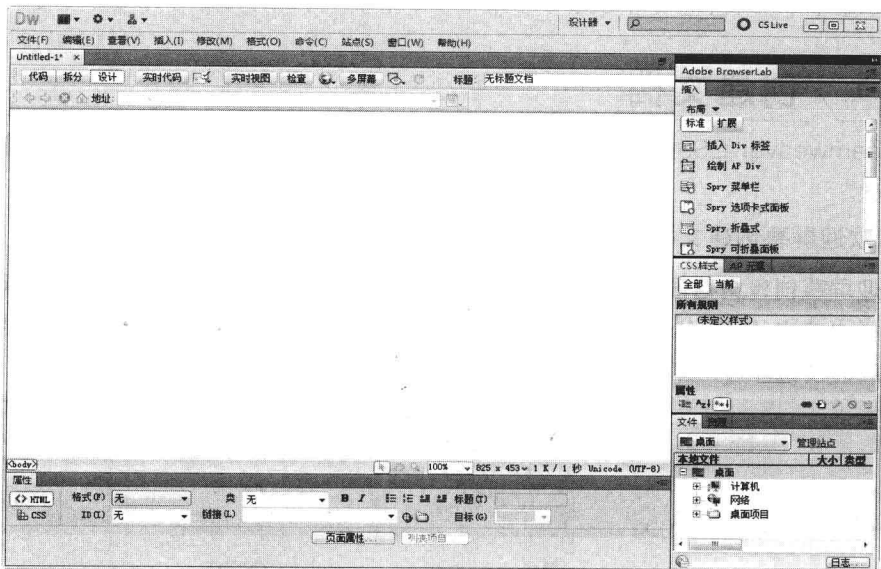 Dw 设计器 CS Live
文件(F) 编辑(E) 查看(V) 插入(I) 修改(M) 格式(O) 命令(C) 站点(S) 窗口(W) 帮助(H)
Untitled-1* ×
代码 拆分 设计 实时代码 实时视图 检查 多屏幕 标题: 无标题文档
地址:
Adobe BrowserLab
插入
布局
标准 扩展
插入 Div 标签
绘制 AP Div
Spry 菜单栏
Spry 选项卡式面板
Spry 折叠式
Spry 可折叠面板
CSS样式 AP 元素
全部 当前
所有规则
(未定义样式)
属性
文件 资源
桌面 管理站点
本地文件 大小 类型
桌面
计算机
网络
桌面项目
日志...
<body> 100% 825 x 453 1 K / 1 秒 Unicode (UTF-8)
属性
<> HTML 格式(F) 无 类 无 B I 标题(T)
CSS ID(I) 无 链接(L) 目标(G)
页面属性... 列表项目...